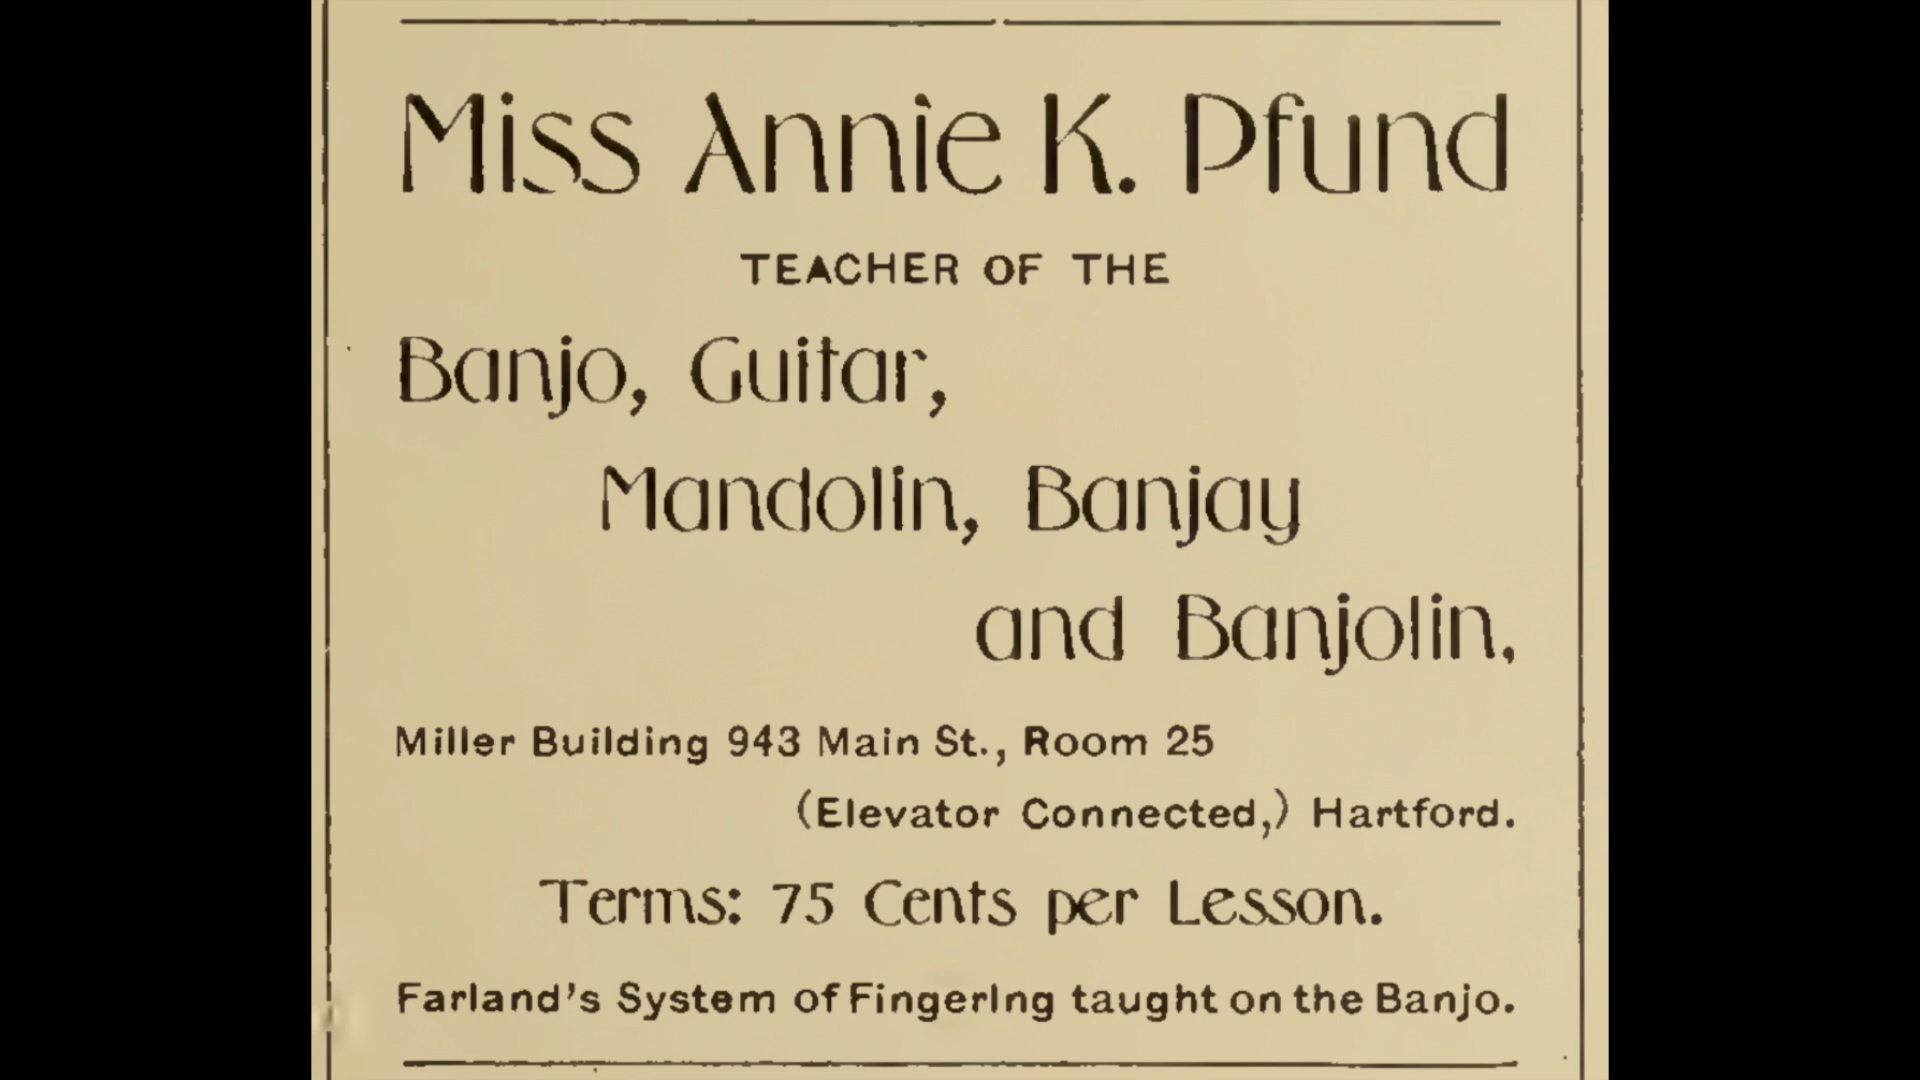 Miss Annie K. Pfund
TEACHER OF THE
Banjo, Guitar,
Mandolin, Banjay
and Banjolin,
Miller Building 943 Main St., Room 25
(Elevator Connected,) Hartford.
Terms: 75 Cents per Lesson.
Farland's System of Fingering taught on the Banjo.